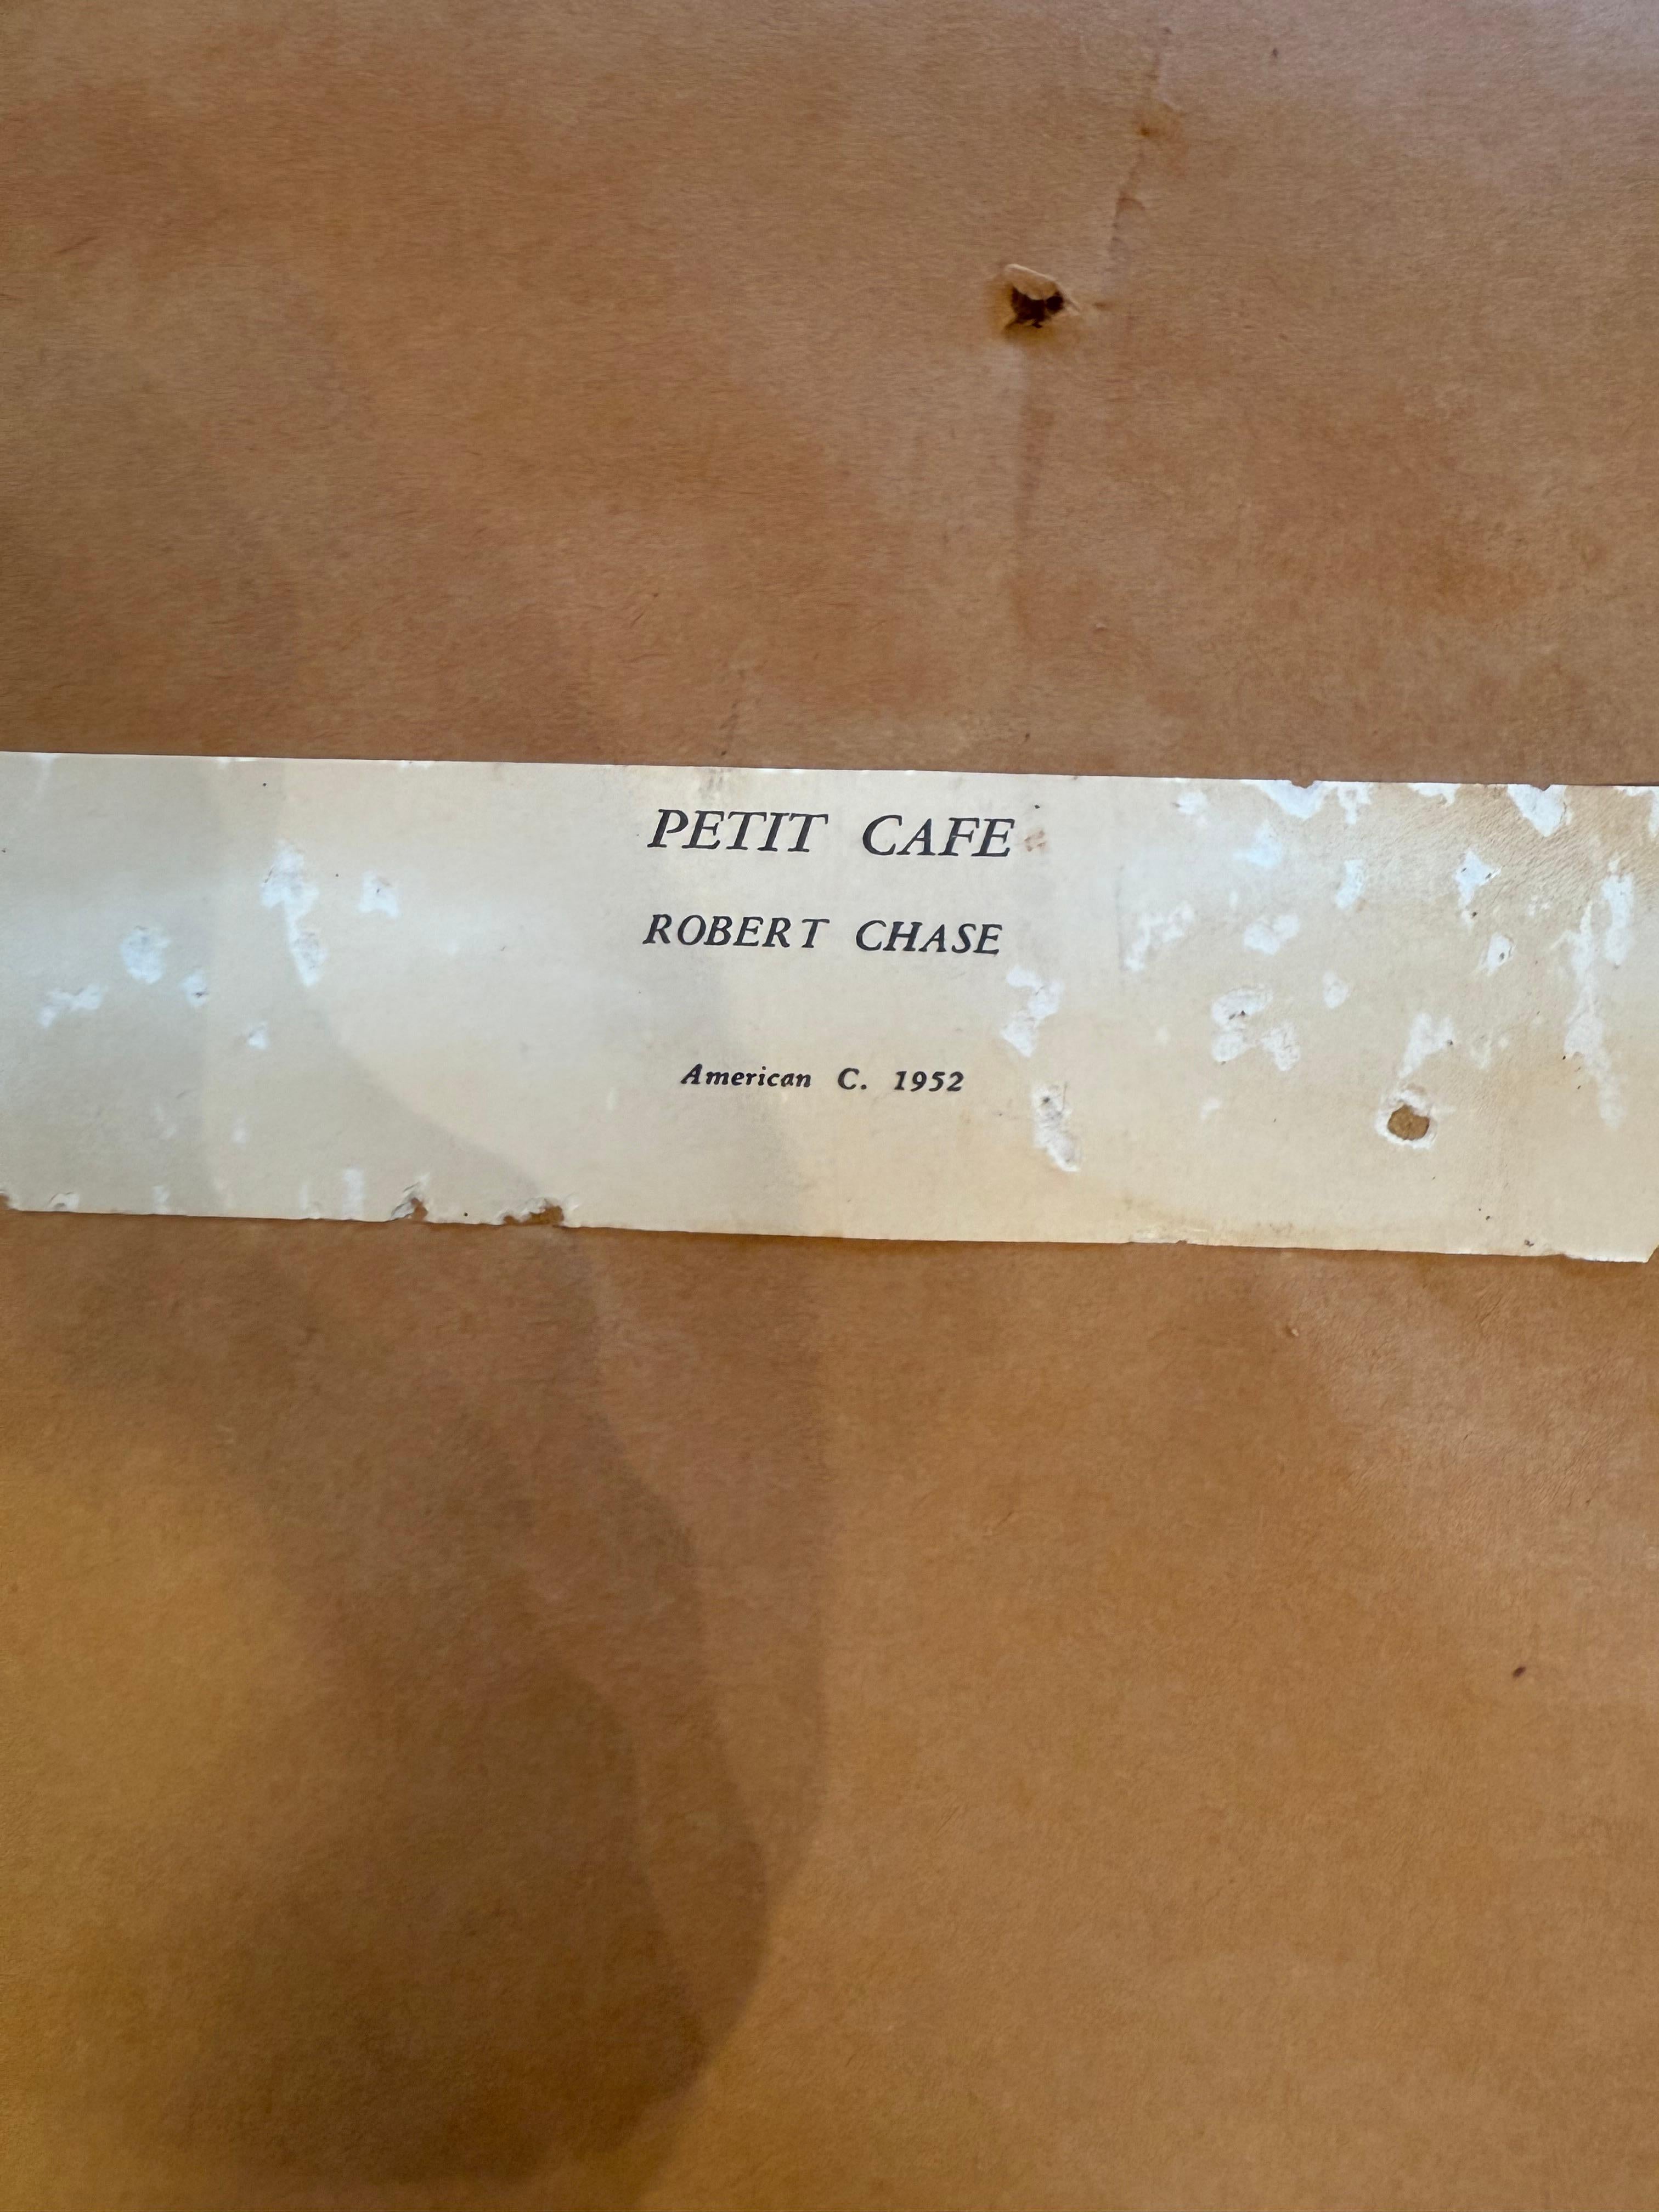 PETIT CAFE
ROBERT CHASE
American C. 1952